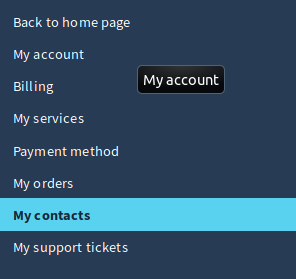 Back to home page
My account
My account
Billing
My services
Payment method
My orders
My contacts
My support tickets